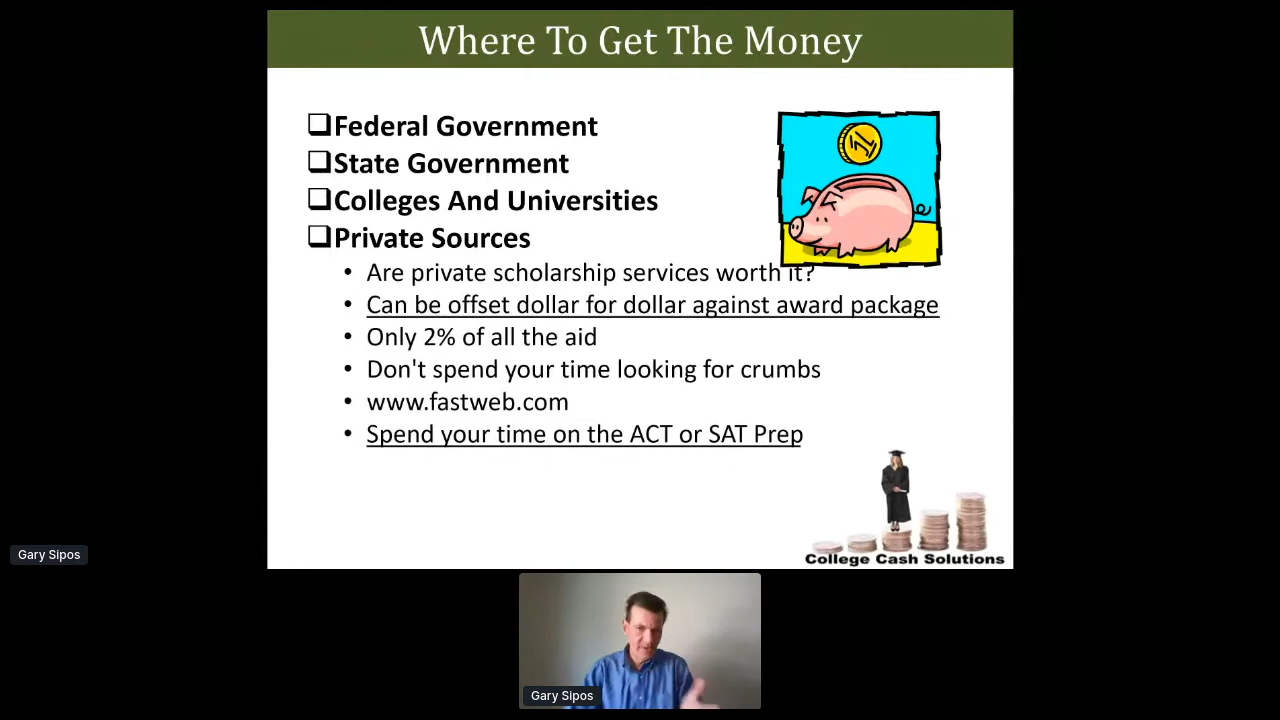 Where To Get The Money
❑Federal Government
❑State Government
❑Colleges And Universities
❑Private Sources
• Are private scholarship services worth it?
• Can be offset dollar for dollar against award package
• Only 2% of all the aid
• Don't spend your time looking for crumbs
• www.fastweb.com
• Spend your time on the ACT or SAT Prep
College Cash Solutions
Gary Sipos
Gary Sipos